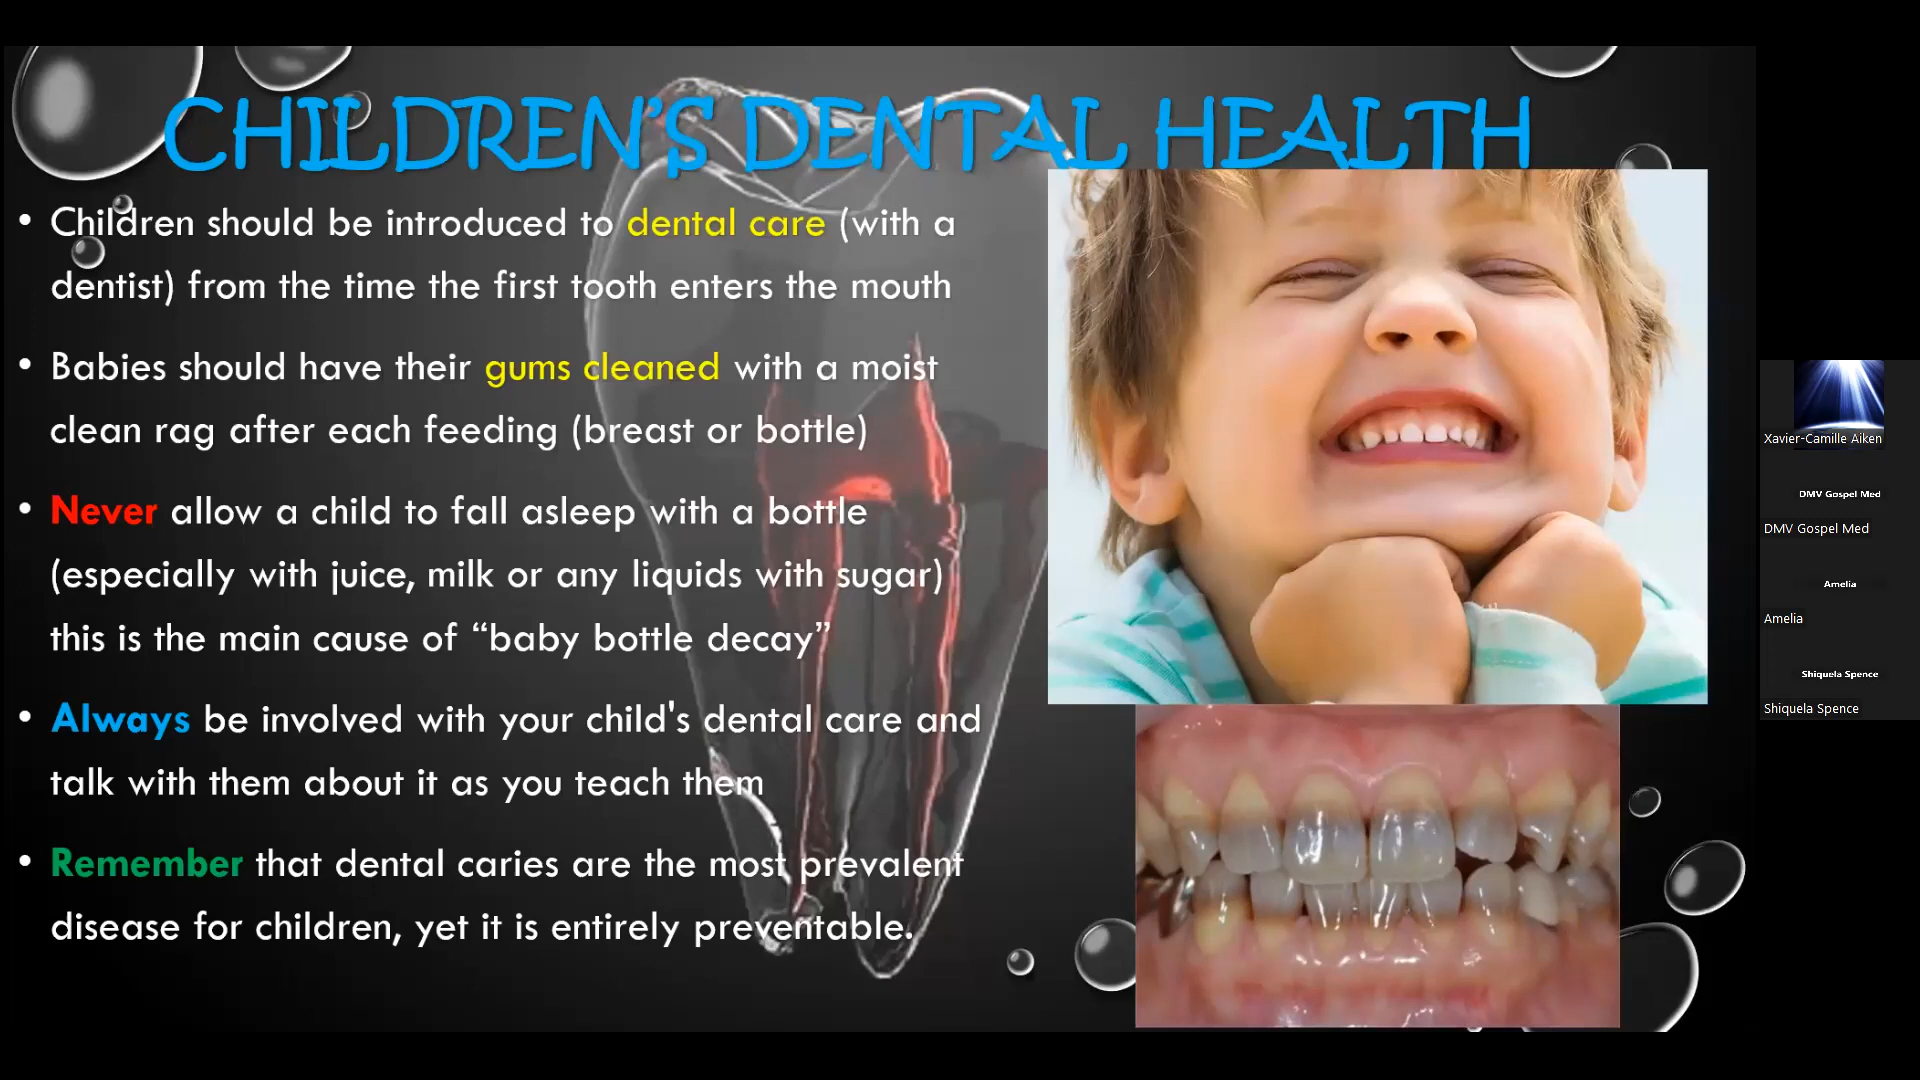 CHILDREN'S DENTAL HEALTH
• Children should be introduced to dental care (with a
dentist) from the time the first tooth enters the mouth
• Babies should have their gums cleaned with a moist
clean rag after each feeding (breast or bottle)
• Never allow a child to fall asleep with a bottle
(especially with juice, milk or any liquids with sugar)
this is the main cause of “baby bottle decay”
• Always be involved with your child's dental care and
talk with them about it as you teach them
• Remember that dental caries are the most prevalent
disease for children, yet it is entirely preventable.
Xavier-Camille Aiken
DMV Gospel Med
DMV Gospel Med
Amelia
Amelia
Shiquela Spence
Shiquela Spence